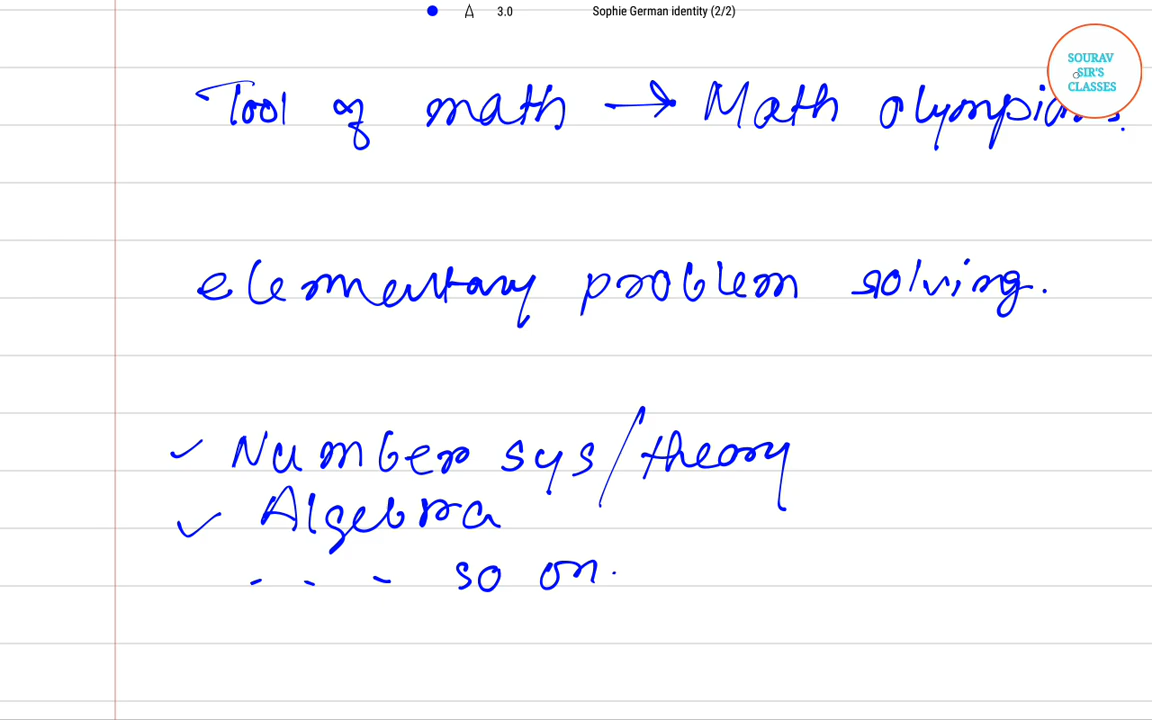 3.0 Sophie German identity (2/2)
SOURAV
SIR'S
CLASSES
Tool of math → Math olympiad
elementary problem solving.
✓ Number sys/theory
✓ Algebra
- - - so on.